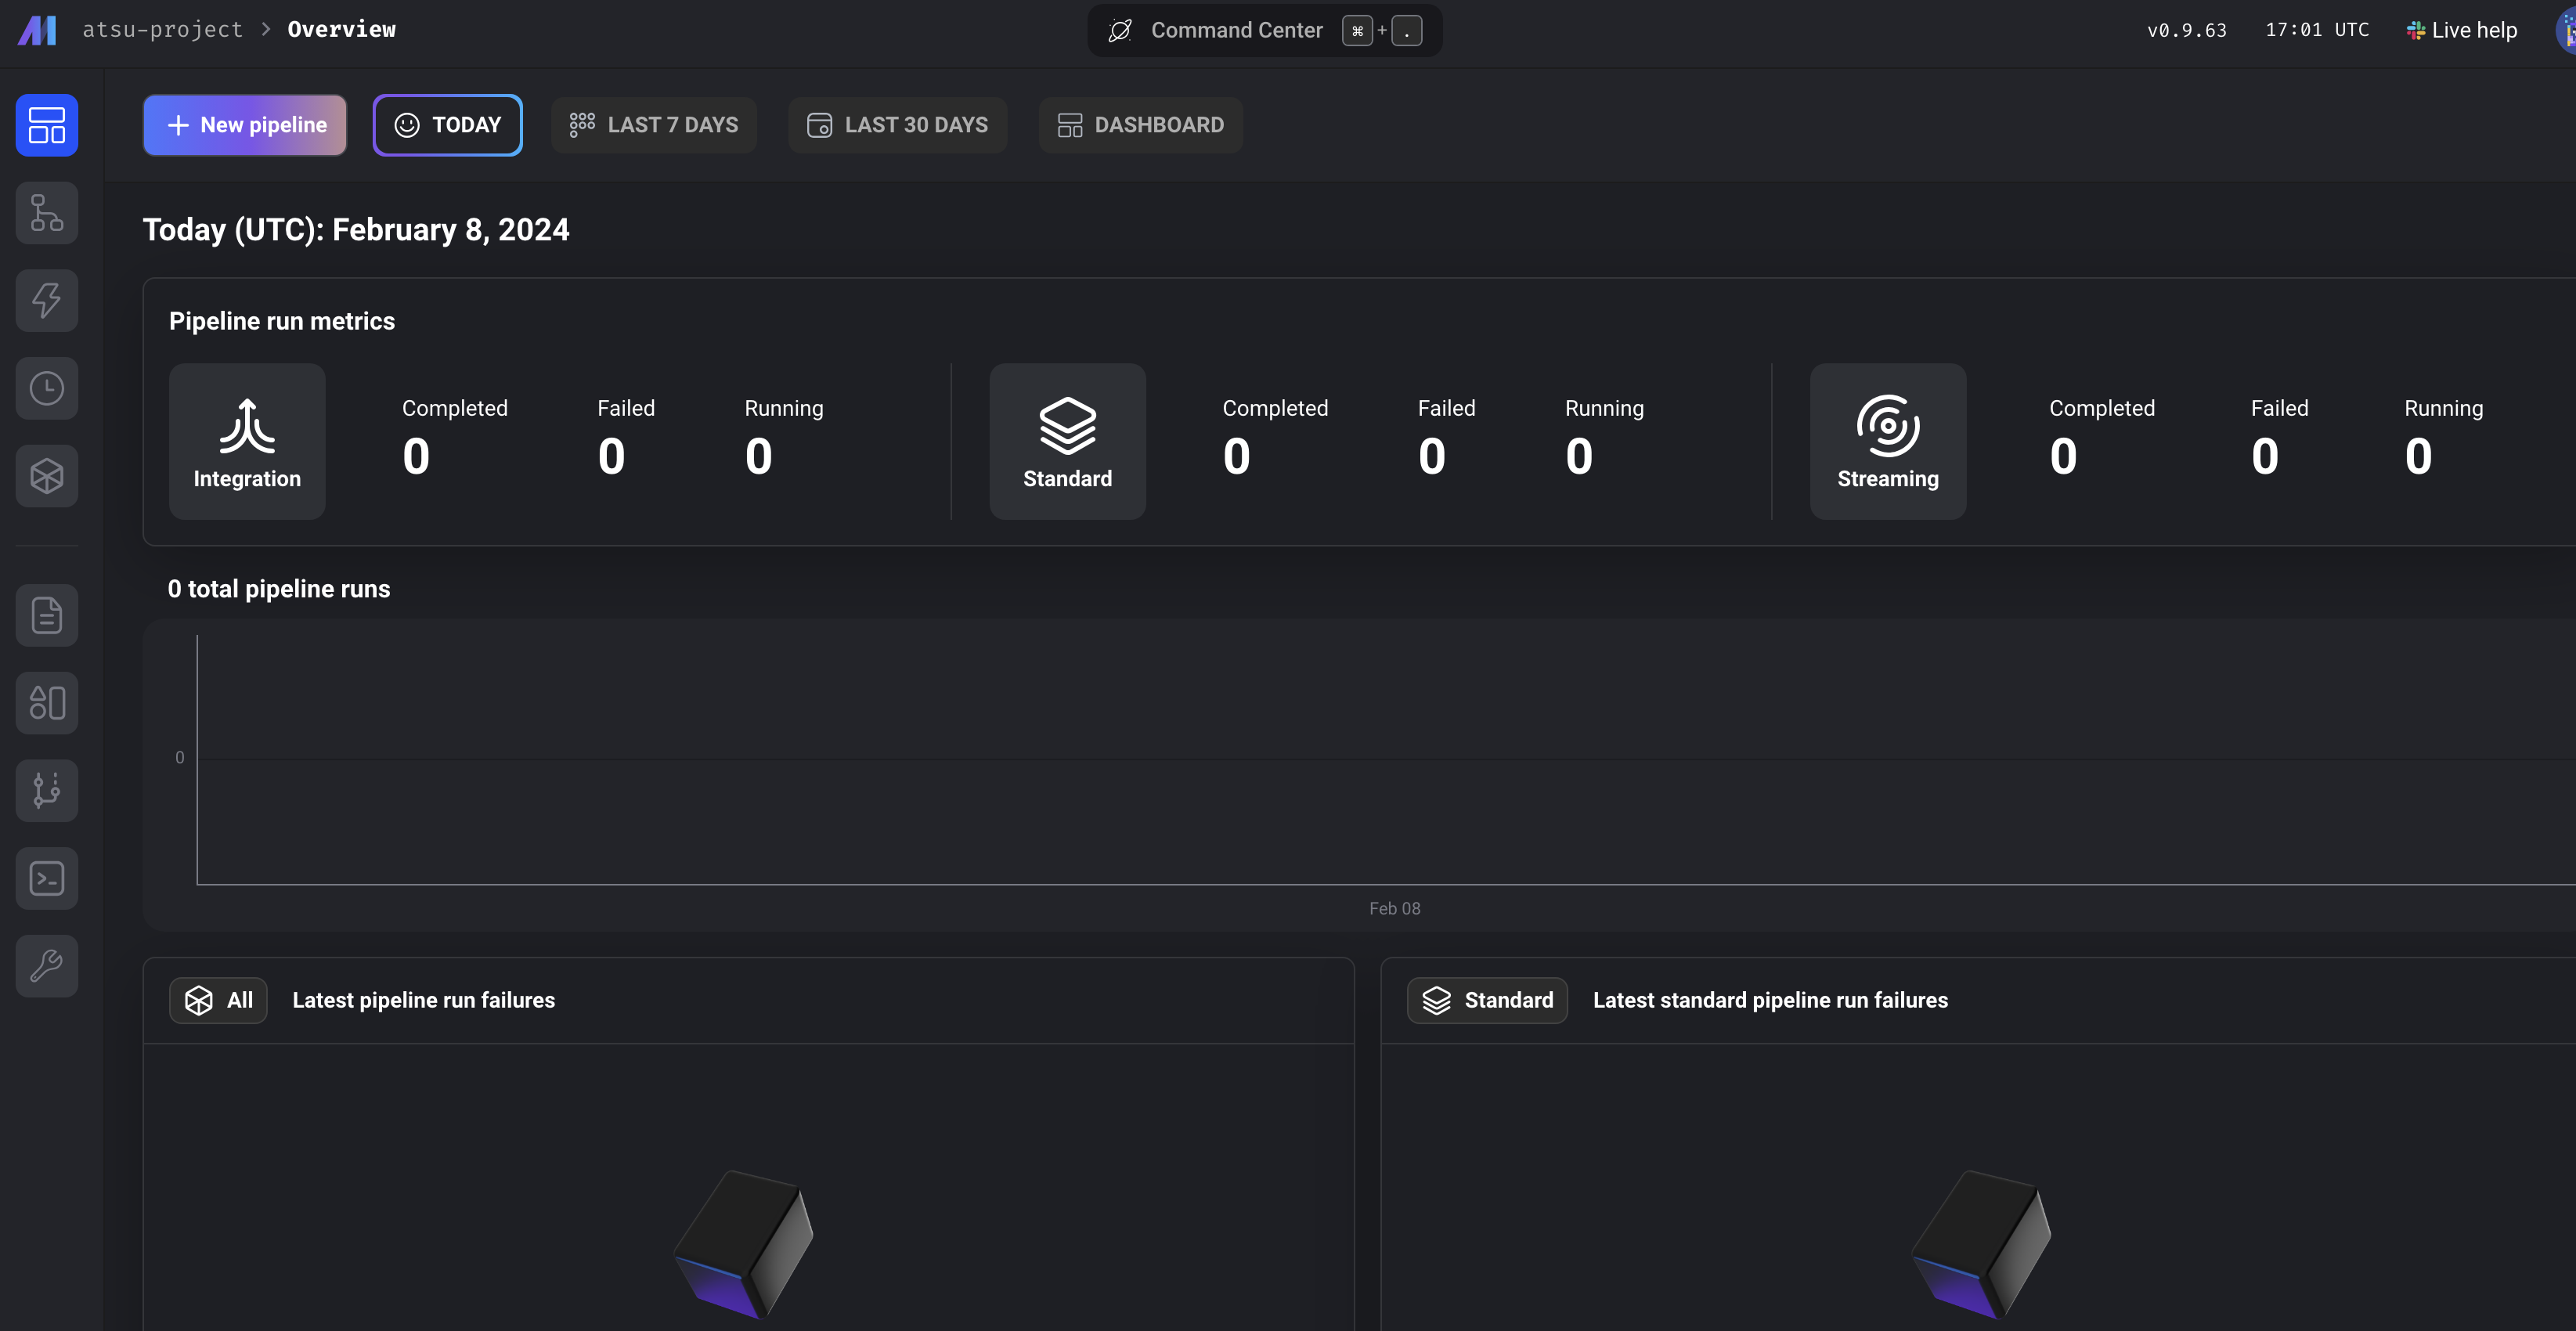 atsu-project > Overview
Command Center ⌘ + .
v0.9.63
17:01 UTC
Live help
New pipeline
TODAY
LAST 7 DAYS
LAST 30 DAYS
DASHBOARD
Today (UTC): February 8, 2024
Pipeline run metrics
Integration
Completed Failed Running
0 0 0
Standard
Completed Failed Running
0 0 0
Streaming
Completed Failed Running
0 0 0
0 total pipeline runs
0
Feb 08
All Latest pipeline run failures
Standard Latest standard pipeline run failures